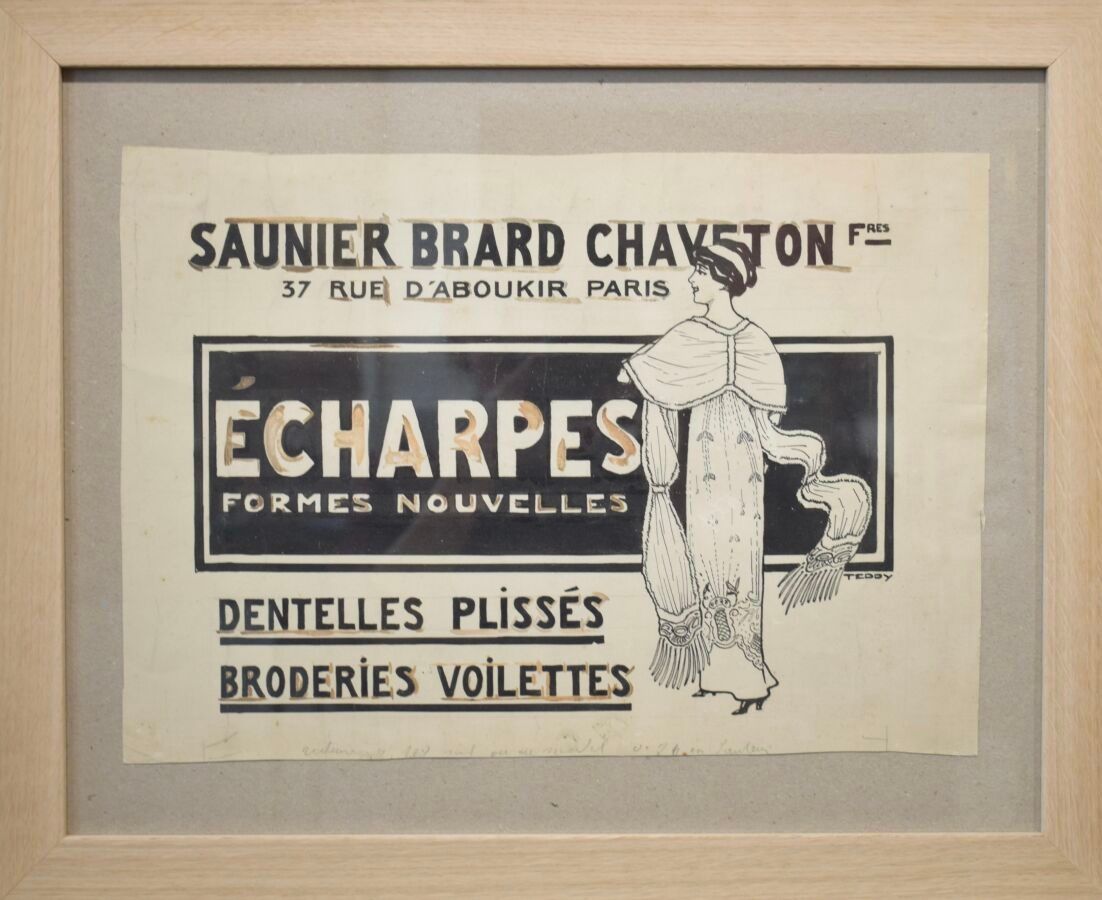 SAUNIER BRARD CHAVETON FRES
37 RUE D'ABOUKIR PARIS
ÉCHARPES
FORMES NOUVELLES
TEDDY
DENTELLES PLISSÉS
BRODERIES VOILETTES